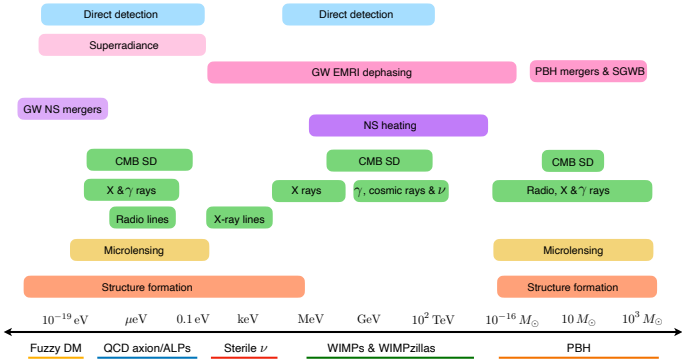 Direct detection Direct detection
Superradiance
GW EMRI dephasing PBH mergers & SGWB
GW NS mergers
NS heating
CMB SD CMB SD CMB SD
X & γ rays X rays γ, cosmic rays & ν Radio, X & γ rays
Radio lines X-ray lines
Microlensing Microlensing
Structure formation Structure formation
10⁻¹⁹ eV μeV 0.1 eV keV MeV GeV 10² TeV 10⁻¹⁶ M⊙ 10 M⊙ 10³ M⊙
Fuzzy DM QCD axion/ALPs Sterile ν WIMPs & WIMPzillas PBH